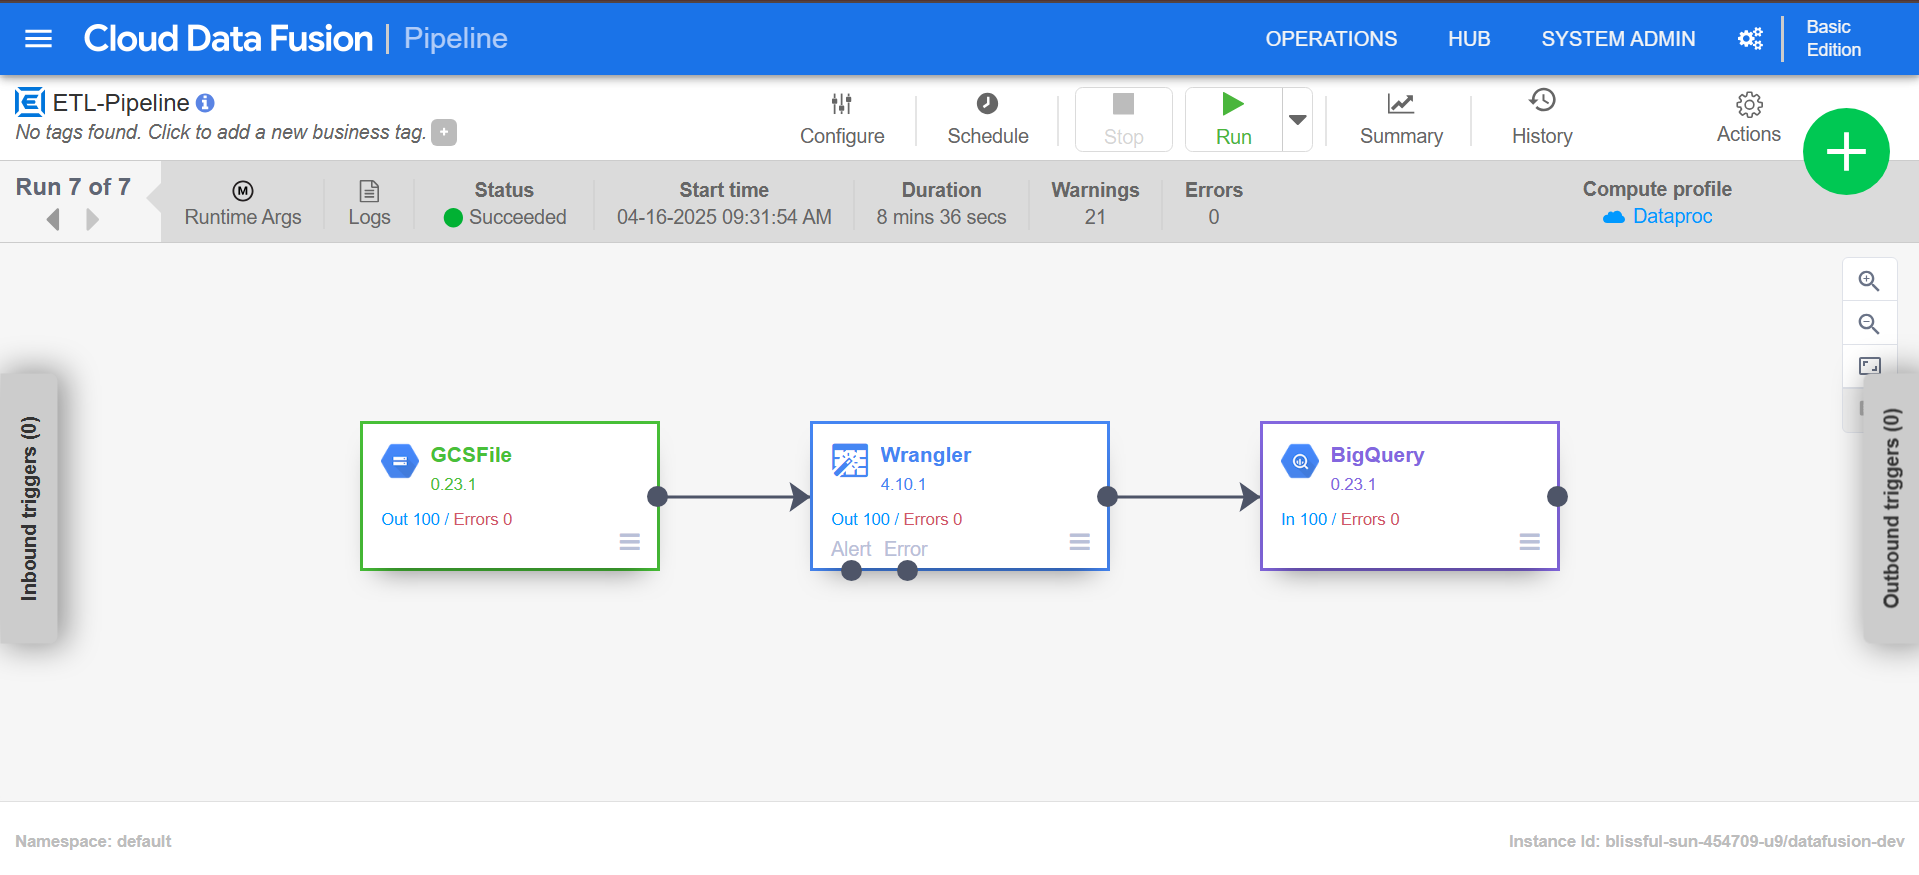 Cloud Data Fusion | Pipeline
OPERATIONS
HUB
SYSTEM ADMIN
Basic
Edition
ETL-Pipeline
No tags found. Click to add a new business tag.
Configure
Schedule
Stop
Run
Summary
History
Actions
Run 7 of 7
M
Runtime Args
Logs
Status
Succeeded
Start time
04-16-2025 09:31:54 AM
Duration
8 mins 36 secs
Warnings
21
Errors
0
Compute profile
Dataproc
Inbound triggers (0)
GCSFile
0.23.1
Out 100 / Errors 0
Wrangler
4.10.1
Out 100 / Errors 0
Alert Error
BigQuery
0.23.1
In 100 / Errors 0
Outbound triggers (0)
Namespace: default
Instance Id: blissful-sun-454709-u9/datafusion-dev